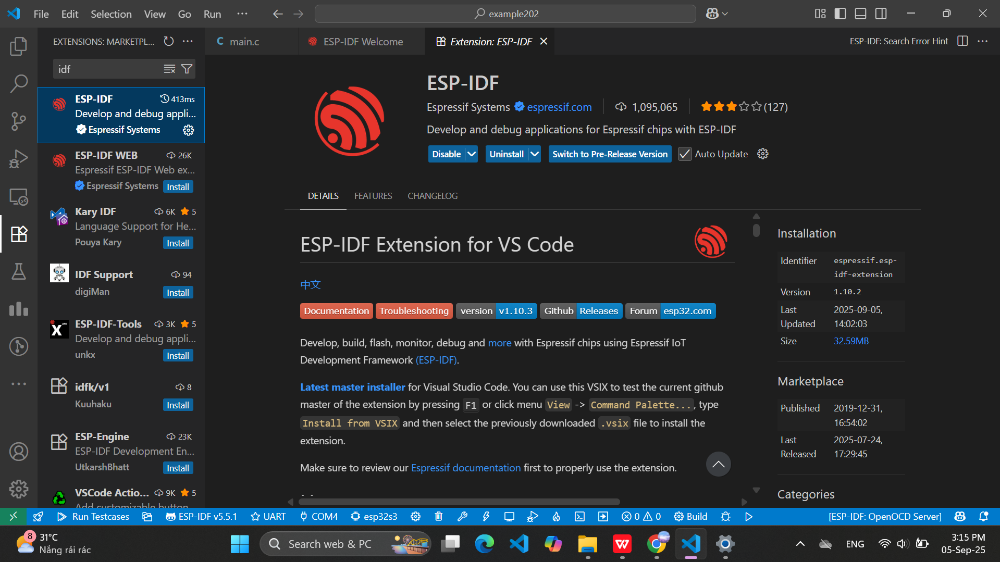 File Edit Selection View Go Run ··· example202
EXTENSIONS: MARKETPL... ···
main.c
ESP-IDF Welcome
Extension: ESP-IDF
ESP-IDF: Search Error Hint ···
idf
ESP-IDF 413ms
Develop and debug appli...
Espressif Systems
ESP-IDF WEB 26K
Espressif ESP-IDF Web ex...
Espressif Systems Install
Kary IDF 6K 5
Language Support for He...
Pouya Kary Install
IDF Support 94
digiMan Install
ESP-IDF-Tools 3K 5
Develop and debug appli...
unkx Install
idfk/v1 8
Kuuhaku Install
ESP-Engine 23K
ESP-IDF Development En...
UtkarshBhatt Install
VSCode Actio... 9K 5
Add customizable button
ESP-IDF
Espressif Systems espressif.com 1,095,065 (127)
Develop and debug applications for Espressif chips with ESP-IDF
Disable Uninstall Switch to Pre-Release Version Auto Update
DETAILS FEATURES CHANGELOG
ESP-IDF Extension for VS Code
中文
Documentation Troubleshooting version v1.10.3 Github Releases Forum esp32.com
Develop, build, flash, monitor, debug and more with Espressif chips using Espressif IoT
Development Framework (ESP-IDF).
Latest master installer for Visual Studio Code. You can use this VSIX to test the current github
master of the extension by pressing F1 or click menu View -> Command Palette..., type
Install from VSIX and then select the previously downloaded .vsix file to install the
extension.
Make sure to review our Espressif documentation first to properly use the extension.
Installation
Identifier espressif.esp-
idf-extension
Version 1.10.2
Last 2025-09-05,
Updated 14:02:03
Size 32.59MB
Marketplace
Published 2019-12-31,
16:54:02
Last 2025-07-24,
Released 17:29:45
Categories
Run Testcases ESP-IDF v5.5.1 UART COM4 esp32s3 0 0 Build [ESP-IDF: OpenOCD Server]
8
31°C
Nắng rải rác
Search web & PC
ENG
3:15 PM
05-Sep-25